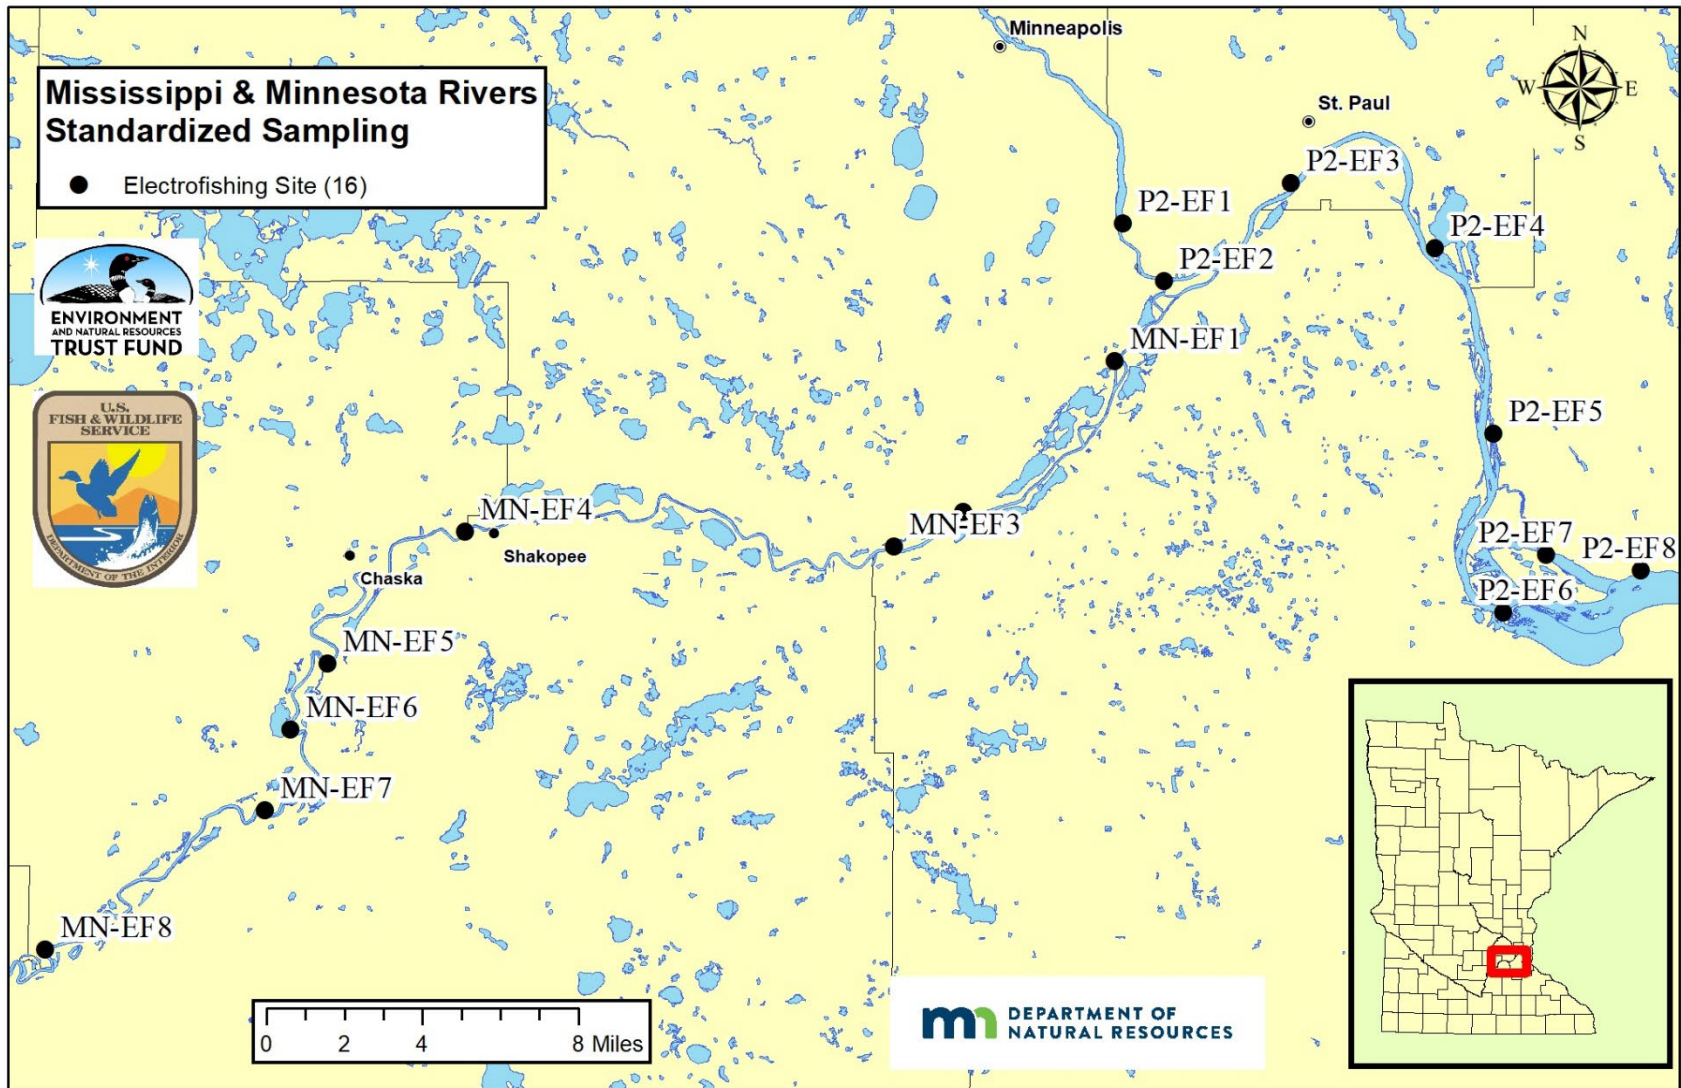 Mississippi & Minnesota Rivers
Standardized Sampling
Electrofishing Site (16)
ENVIRONMENT
AND NATURAL RESOURCES
TRUST FUND
U.S.
FISH & WILDLIFE
SERVICE
DEPARTMENT OF THE INTERIOR
Minneapolis
St. Paul
N
W E
S
P2-EF3
P2-EF1
P2-EF4
P2-EF2
MN-EF1
P2-EF5
MN-EF4
MN-EF3
Shakopee
P2-EF7
P2-EF8
Chaska
P2-EF6
MN-EF5
MN-EF6
MN-EF7
MN-EF8
0 2 4 8 Miles
mn DEPARTMENT OF
NATURAL RESOURCES